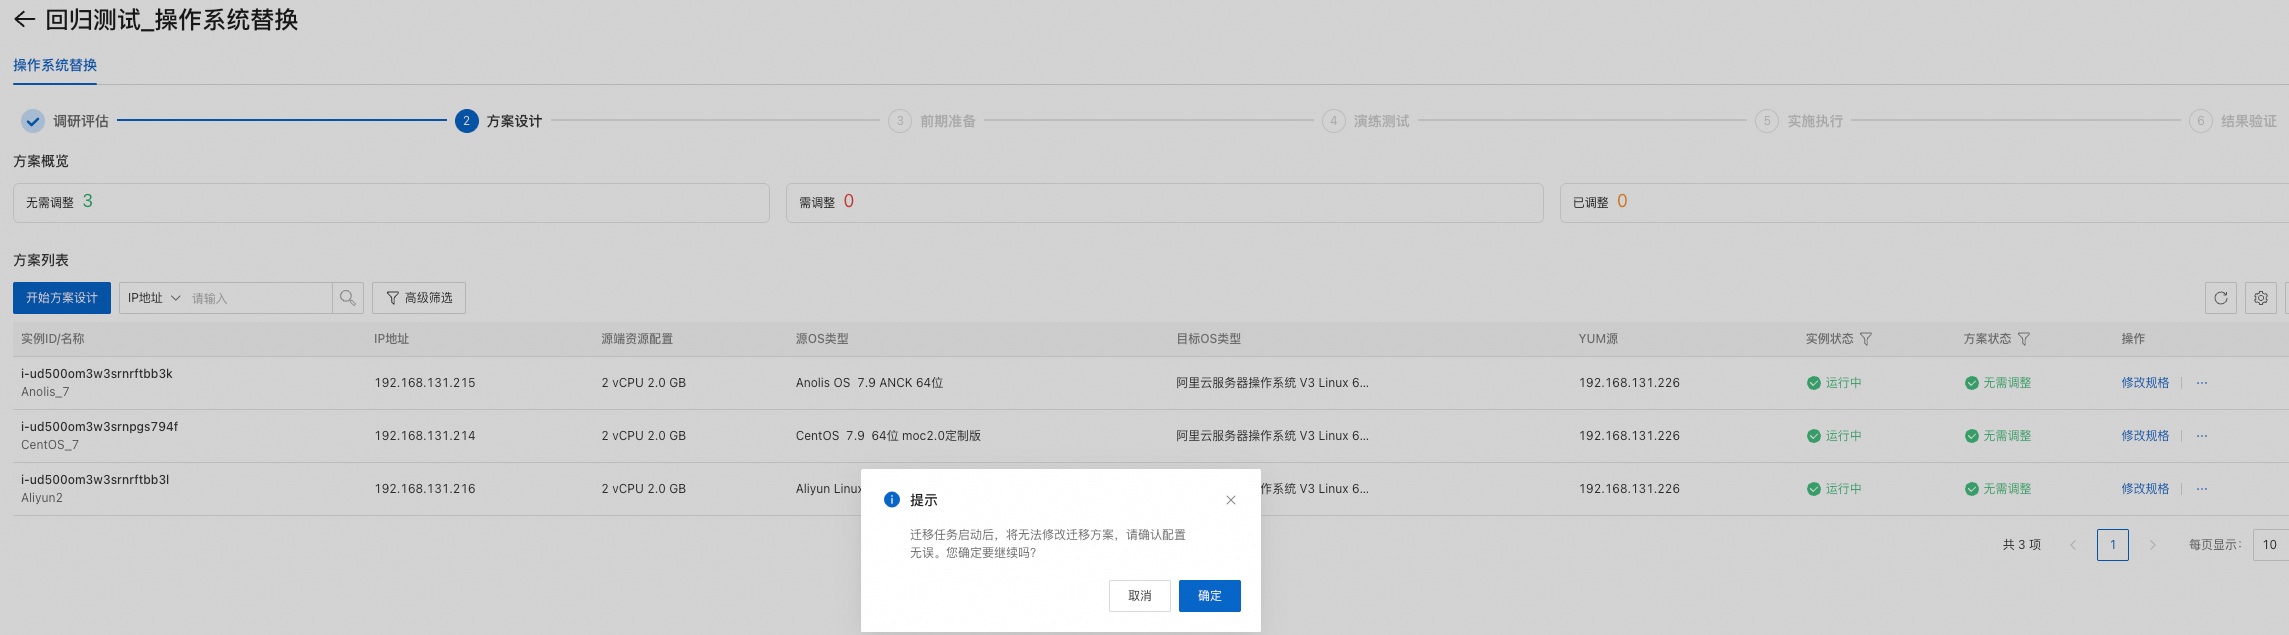 回归测试_操作系统替换
操作系统替换
调研评估
2 方案设计
3 前期准备
4 演练测试
5 实施执行
6 结果验证
方案概览
无需调整 3
需调整 0
已调整 0
方案列表
开始方案设计 IP地址 请输入 高级筛选
实例ID/名称 IP地址 源端资源配置 源OS类型 目标OS类型 YUM源 实例状态 方案状态 操作
i-ud500om3w3srnrftbb3k
Anolis_7
192.168.131.215 2 vCPU 2.0 GB Anolis OS 7.9 ANCK 64位 阿里云服务器操作系统 V3 Linux 6... 192.168.131.226 运行中 无需调整 修改规格 ...
i-ud500om3w3srnpgs794f
CentOS_7
192.168.131.214 2 vCPU 2.0 GB CentOS 7.9 64位 moc2.0定制版 阿里云服务器操作系统 V3 Linux 6... 192.168.131.226 运行中 无需调整 修改规格 ...
i-ud500om3w3srnrftbb3l
Aliyun2
192.168.131.216 2 vCPU 2.0 GB Aliyun Linux 作系统 V3 Linux 6... 192.168.131.226 运行中 无需调整 修改规格 ...
提示
迁移任务启动后，将无法修改迁移方案，请确认配置
无误。您确定要继续吗?
取消 确定
共 3 项 1 每页显示: 10